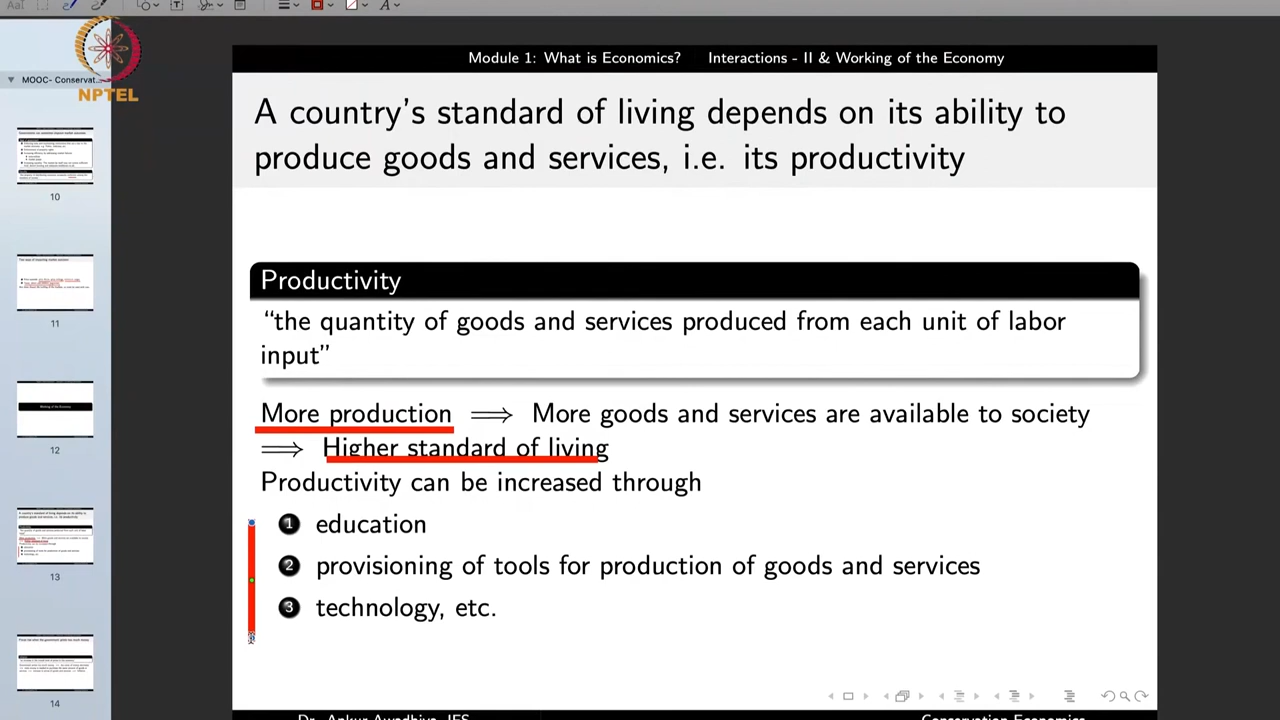 MOOC- Conservat...
NPTEL
10
11
12
13
14
Module 1: What is Economics? Interactions - II & Working of the Economy
A country's standard of living depends on its ability to
produce goods and services, i.e. its productivity
Productivity
“the quantity of goods and services produced from each unit of labor
input”
More production ⟹ More goods and services are available to society
⟹ Higher standard of living
Productivity can be increased through
1 education
2 provisioning of tools for production of goods and services
3 technology, etc.
Dr. Ankur Awadhiya, IFS Conservation Economics